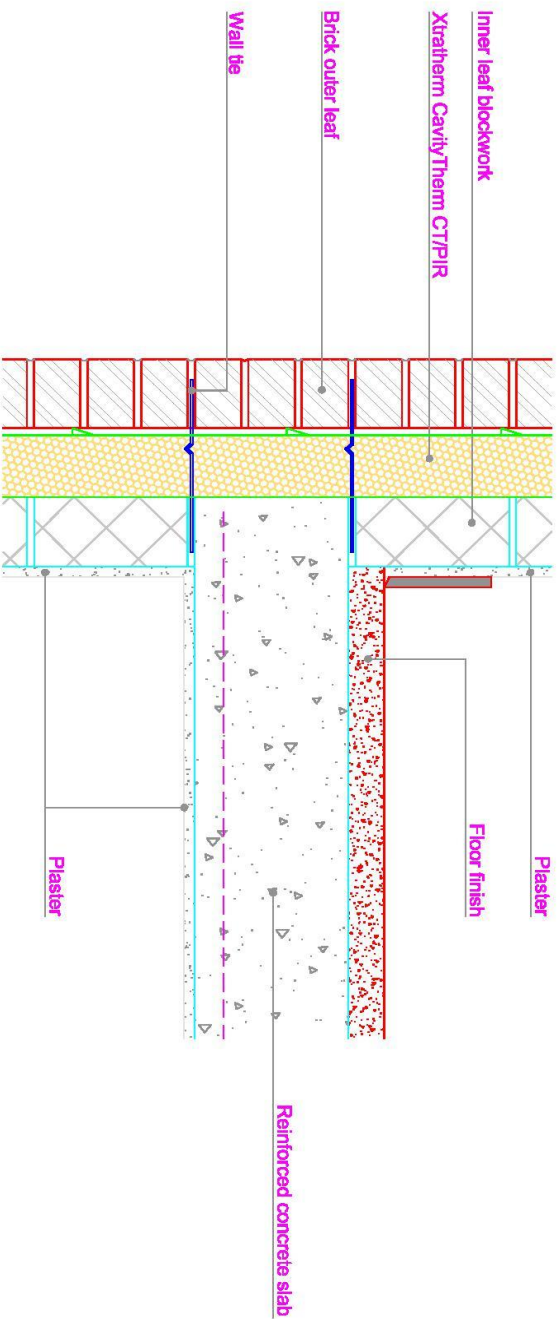 Plaster
Inner leaf blockwork
Floor finish
Xtratherm CavityTherm CT/PIR
Brick outer leaf
Reinforced concrete slab
Wall tie
Plaster